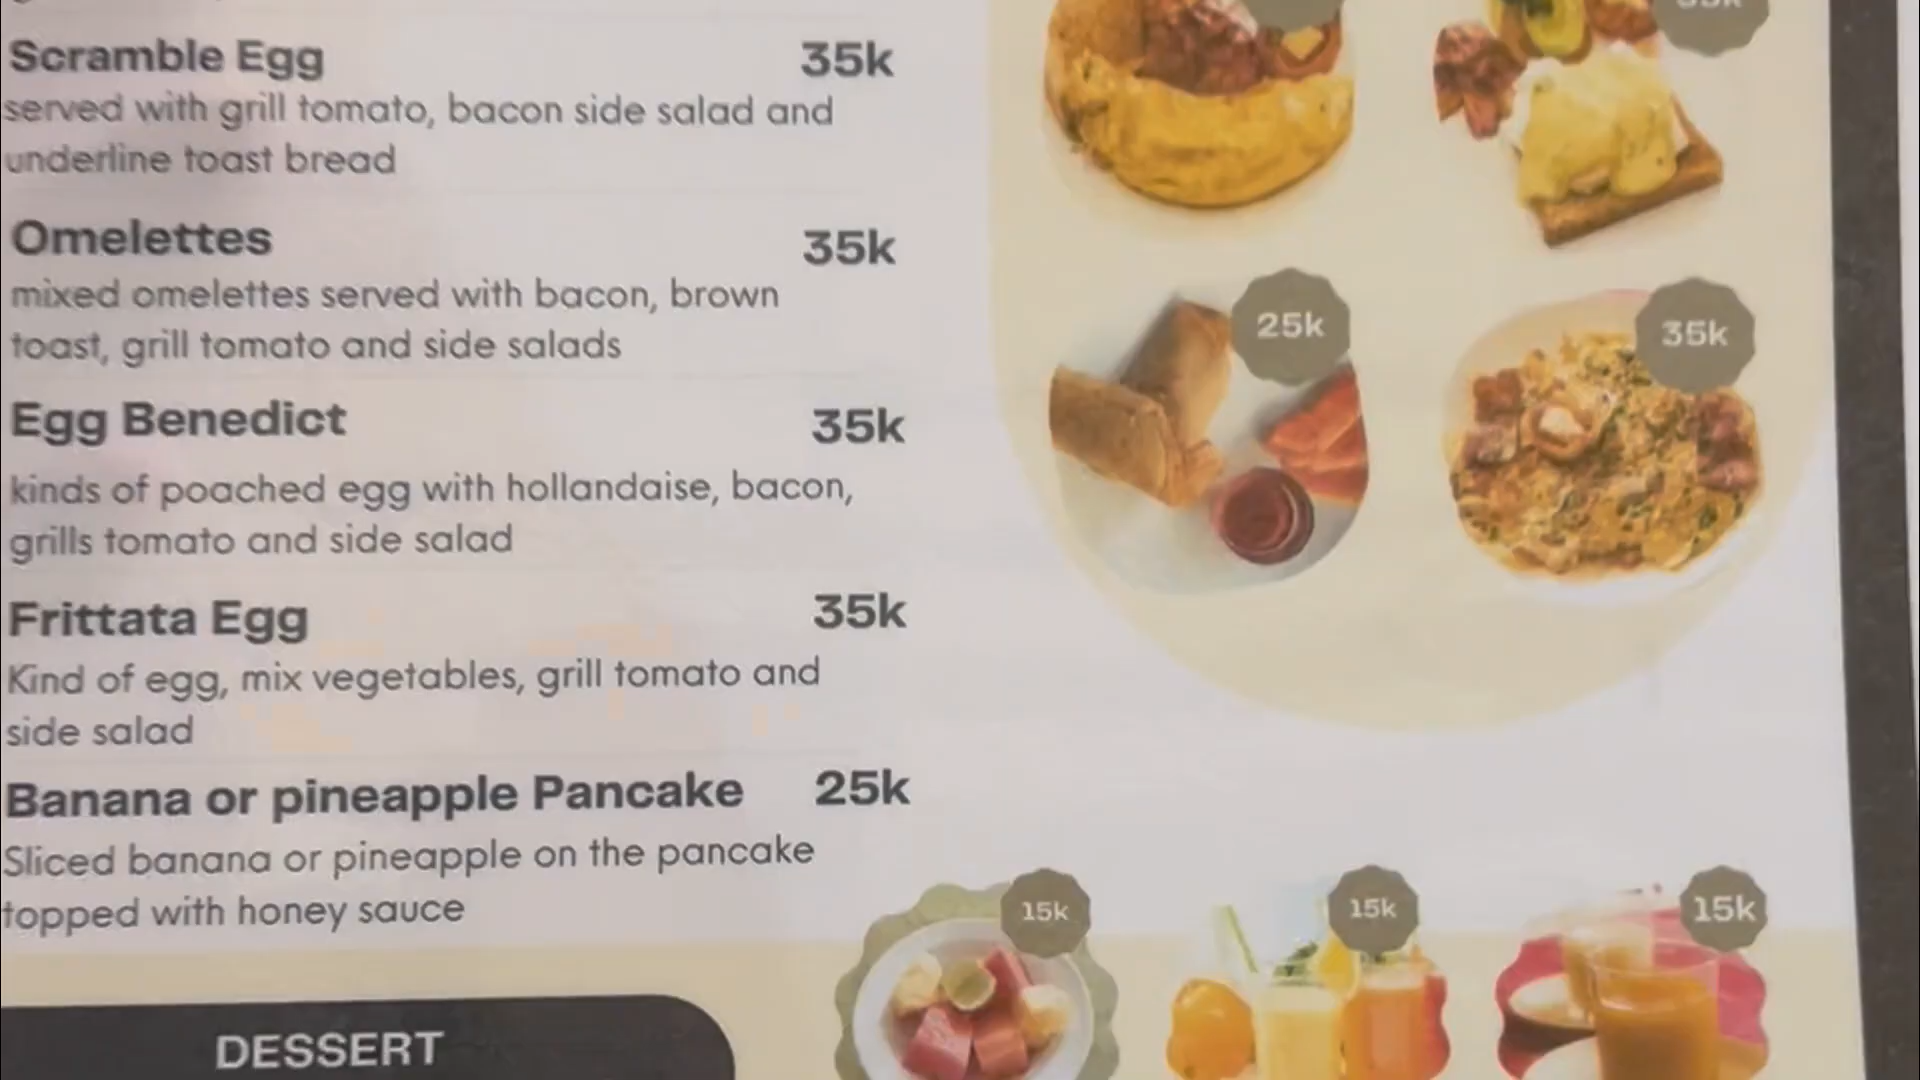 Scramble Egg 35k
served with grill tomato, bacon side salad and
underline toast bread
Omelettes 35k
mixed omelettes served with bacon, brown
toast, grill tomato and side salads
Egg Benedict 35k
kinds of poached egg with hollandaise, bacon,
grills tomato and side salad
Frittata Egg 35k
Kind of egg, mix vegetables, grill tomato and
side salad
Banana or pineapple Pancake 25k
Sliced banana or pineapple on the pancake
topped with honey sauce
DESSERT
25k
35k
15k
15k
15k